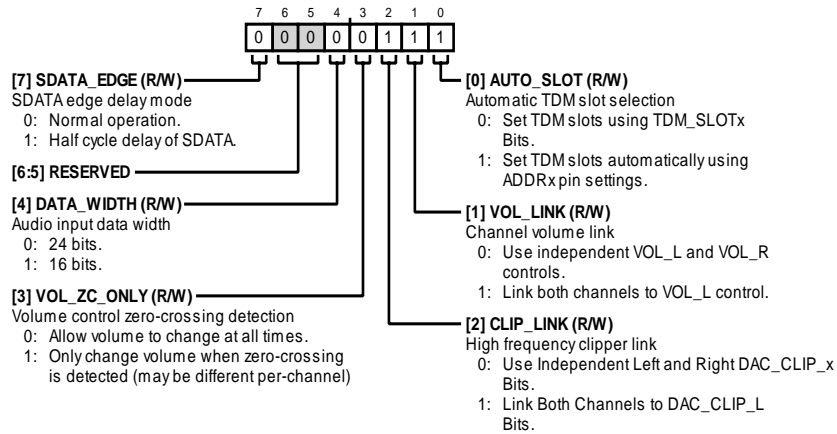 7 6 5 4 3 2 1 0
0 0 0 0 0 1 1 1
[7] SDATA_EDGE (R/W)
SDATA edge delay mode
0: Normal operation.
1: Half cycle delay of SDATA.
[6:5] RESERVED
[4] DATA_WIDTH (R/W)
Audio input data width
0: 24 bits.
1: 16 bits.
[3] VOL_ZC_ONLY (R/W)
Volume control zero-crossing detection
0: Allow volume to change at all times.
1: Only change volume when zero-crossing
is detected (may be different per-channel)
[0] AUTO_SLOT (R/W)
Automatic TDM slot selection
0: Set TDM slots using TDM_SLOTx
Bits.
1: Set TDM slots automatically using
ADDRx pin settings.
[1] VOL_LINK (R/W)
Channel volume link
0: Use independent VOL_L and VOL_R
controls.
1: Link both channels to VOL_L control.
[2] CLIP_LINK (R/W)
High frequency clipper link
0: Use Independent Left and Right DAC_CLIP_x
Bits.
1: Link Both Channels to DAC_CLIP_L
Bits.